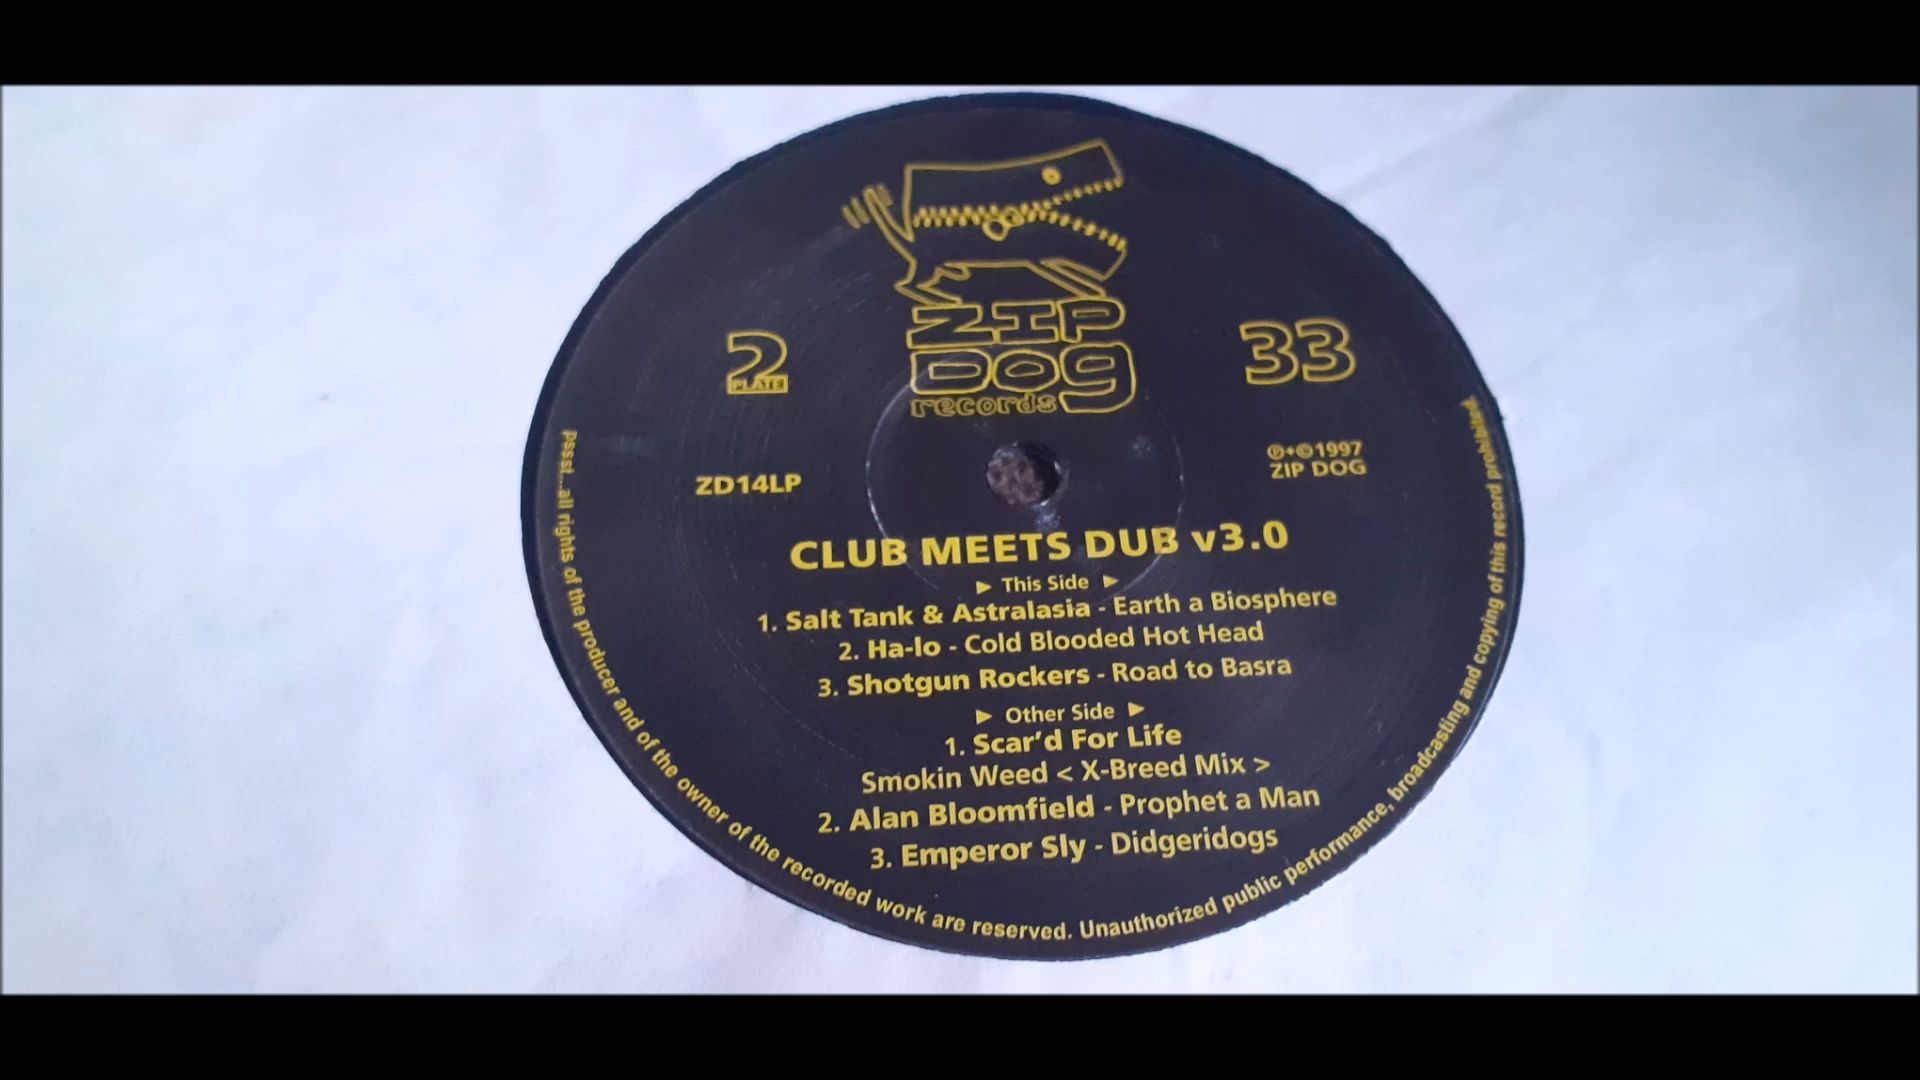 ZIP
DOG
records
2
PLATE
33
ZD14LP
℗+©1997
ZIP DOG
CLUB MEETS DUB v3.0
► This Side ►
1. Salt Tank & Astralasia - Earth a Biosphere
2. Ha-lo - Cold Blooded Hot Head
3. Shotgun Rockers - Road to Basra
► Other Side ►
1. Scar'd For Life
Smokin Weed < X-Breed Mix >
2. Alan Bloomfield - Prophet a Man
3. Emperor Sly - Didgeridogs
pssst....all rights of the producer and of the owner of the recorded work are reserved. Unauthorized public performance, broadcasting and copying of this record prohibited.